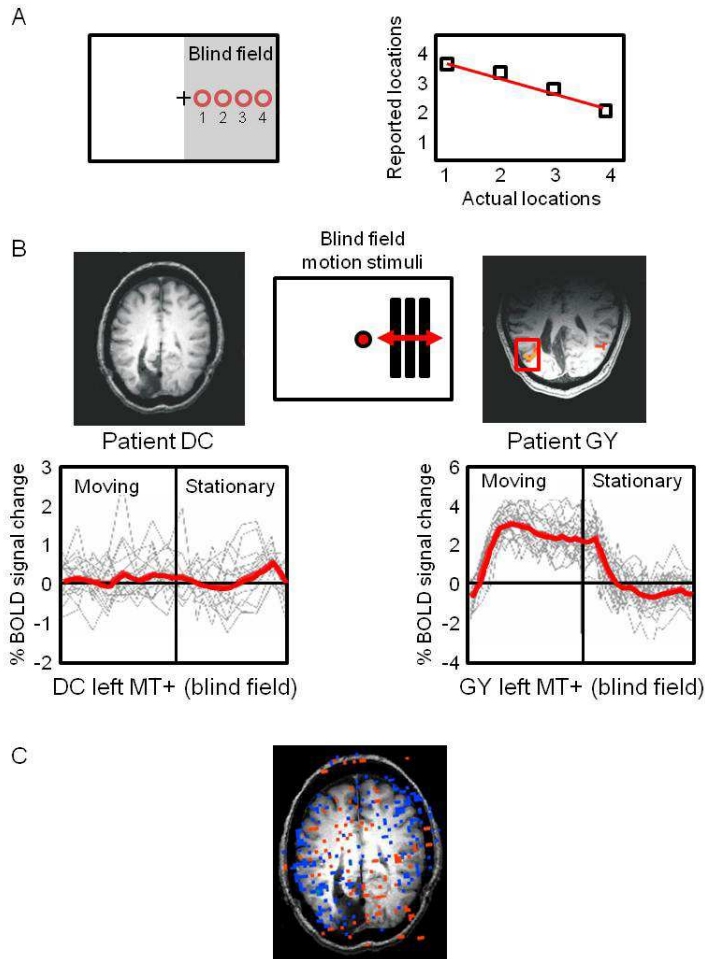 A
Blind field
+
1 2 3 4
Reported locations
4
3
2
1
1 2 3 4
Actual locations
B
Blind field
motion stimuli
Patient DC
Patient GY
% BOLD signal change
3
2
1
0
-1
-2
Moving
Stationary
DC left MT+ (blind field)
% BOLD signal change
6
4
2
0
-2
-4
Moving
Stationary
GY left MT+ (blind field)
C